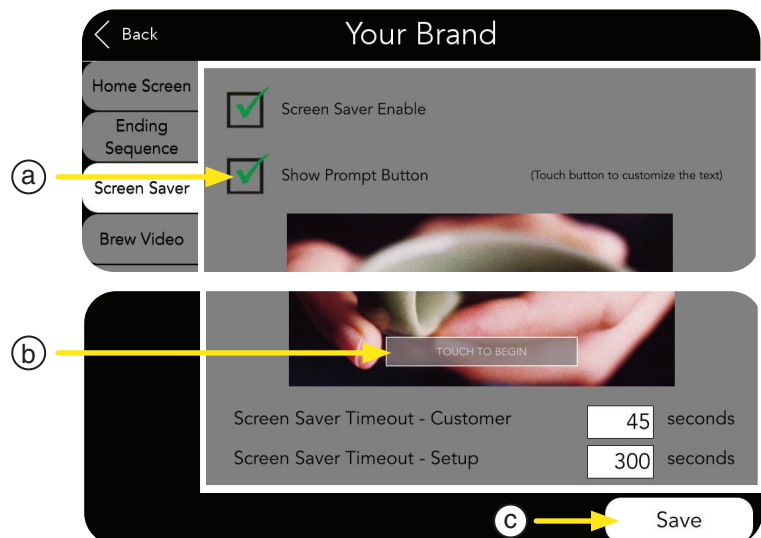 Back
Your Brand
Home Screen
Ending
Sequence
Screen Saver
Brew Video
Screen Saver Enable
a
Show Prompt Button
(Touch button to customize the text)
b
TOUCH TO BEGIN
Screen Saver Timeout - Customer 45 seconds
Screen Saver Timeout - Setup 300 seconds
c
Save